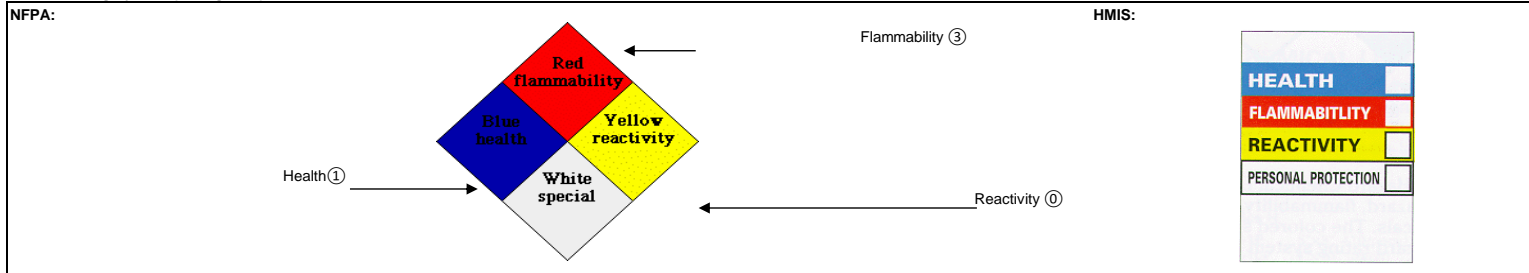 NFPA:
HMIS:
Flammability ③
Red
flammability
Blue
health
Yellow
reactivity
Health①
White
special
Reactivity ⓪
HEALTH
FLAMMABITLITY
REACTIVITY
PERSONAL PROTECTION